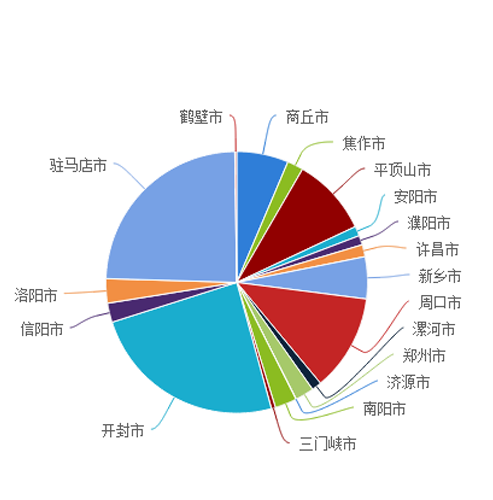 鹤壁市
商丘市
焦作市
平顶山市
安阳市
濮阳市
许昌市
新乡市
周口市
漯河市
郑州市
济源市
南阳市
三门峡市
开封市
信阳市
洛阳市
驻马店市